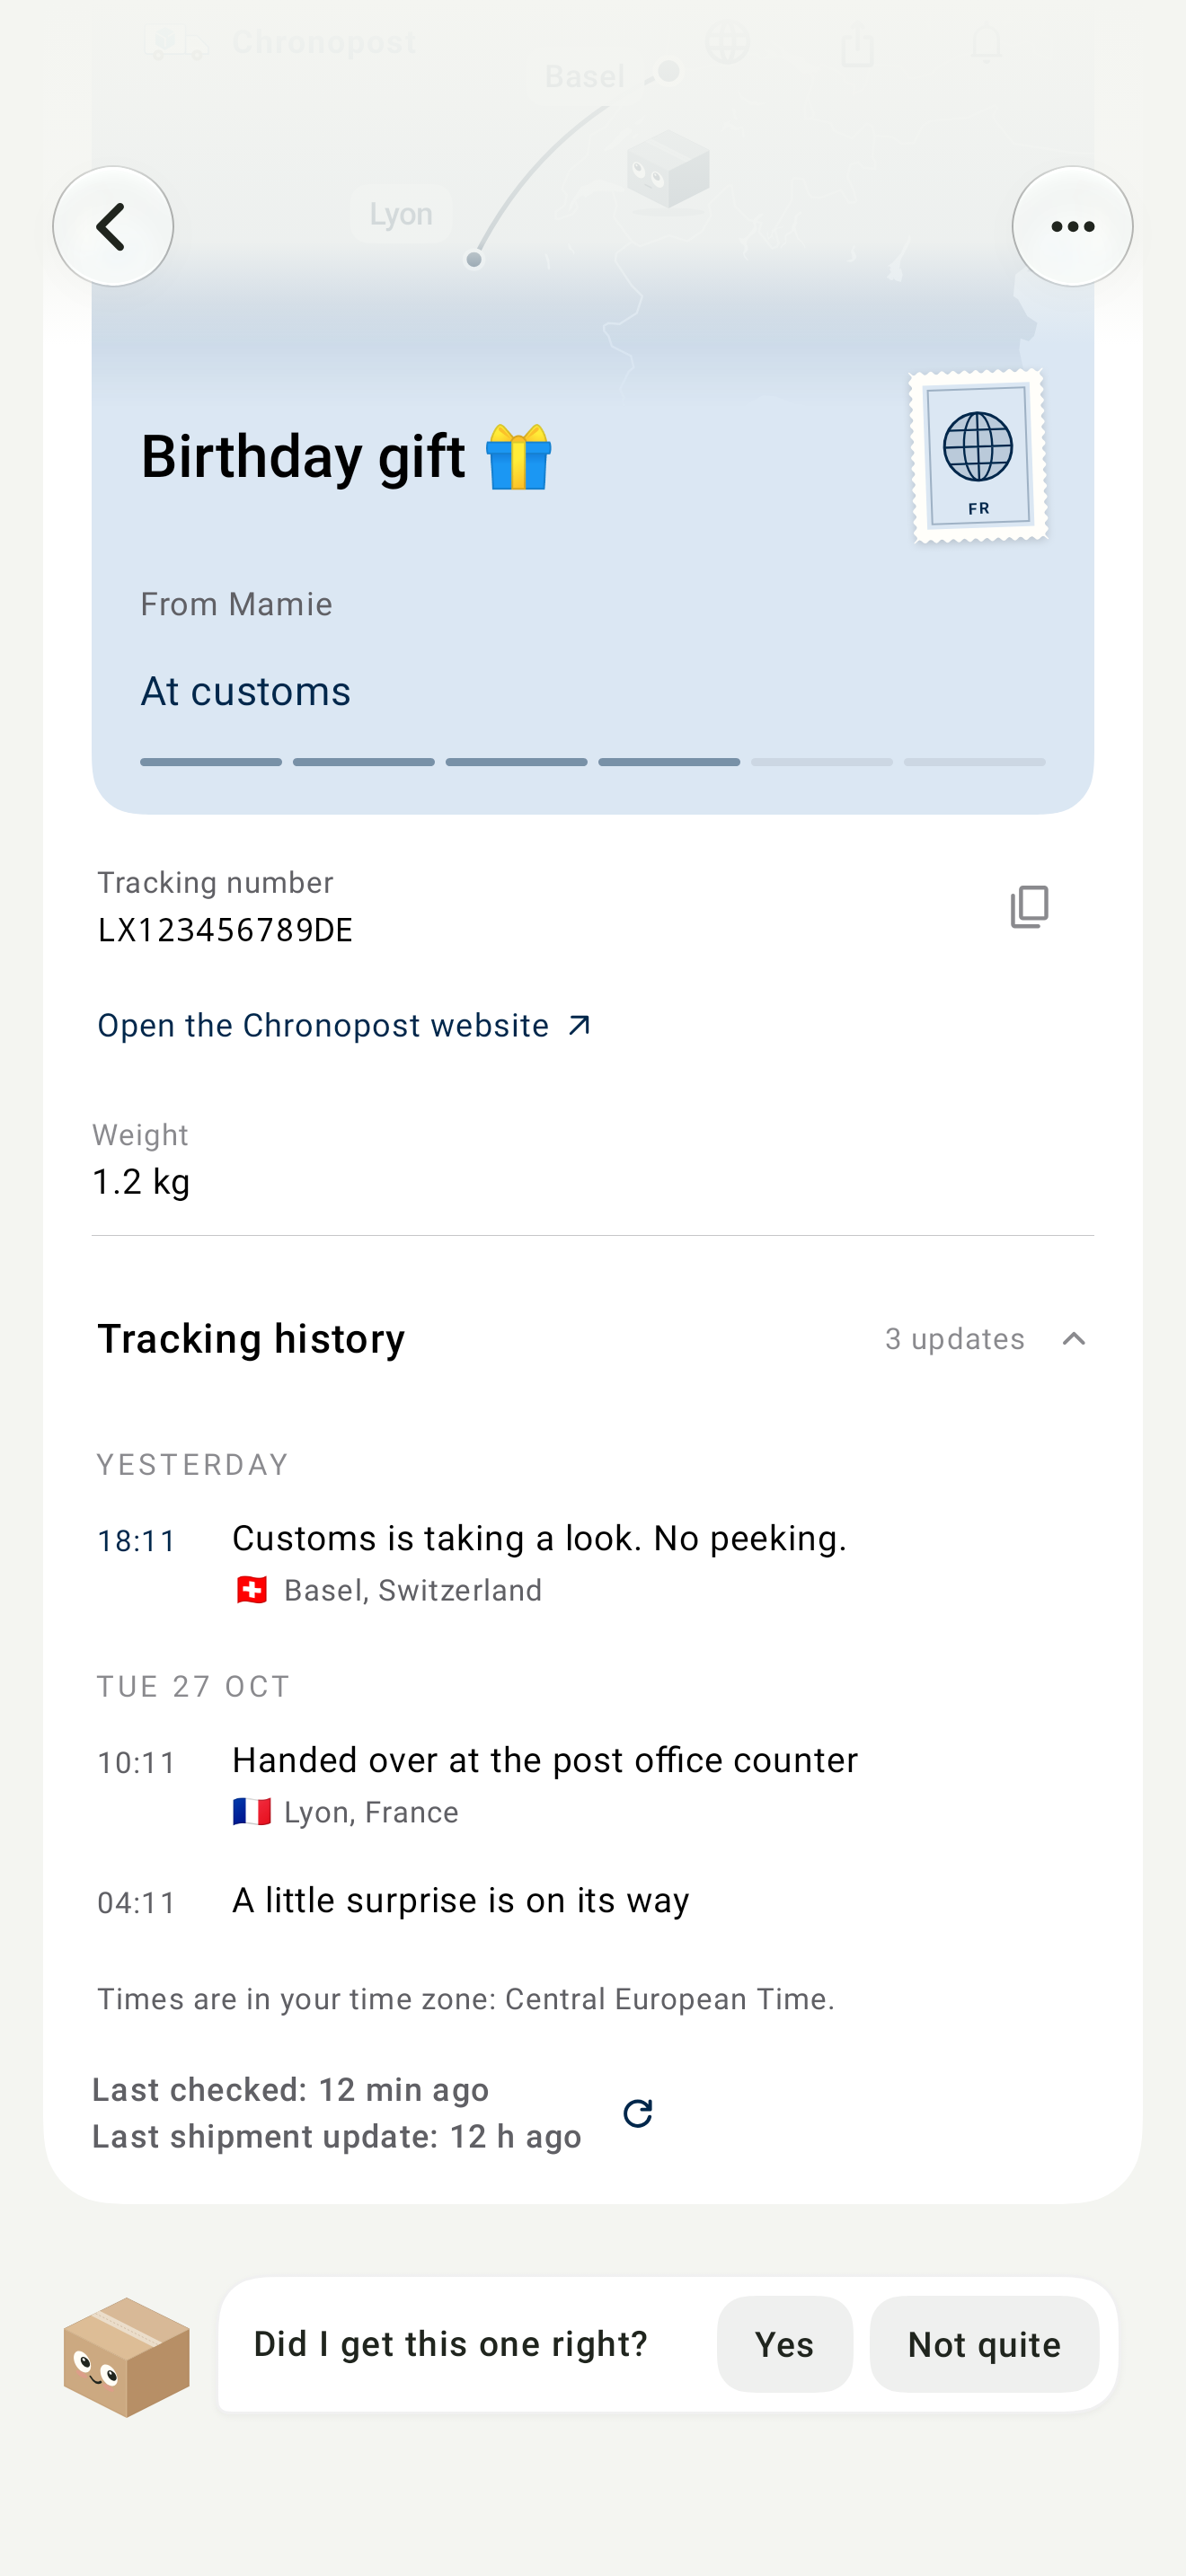 Chronopost
Basel
Lyon
Birthday gift 🎁
FR
From Mamie
At customs
Tracking number
LX123456789DE
Open the Chronopost website
Weight
1.2 kg
Tracking history
3 updates
YESTERDAY
18:11
Customs is taking a look. No peeking.
Basel, Switzerland
TUE 27 OCT
10:11
Handed over at the post office counter
Lyon, France
04:11
A little surprise is on its way
Times are in your time zone: Central European Time.
Last checked: 12 min ago
Last shipment update: 12 h ago
Did I get this one right?
Yes
Not quite